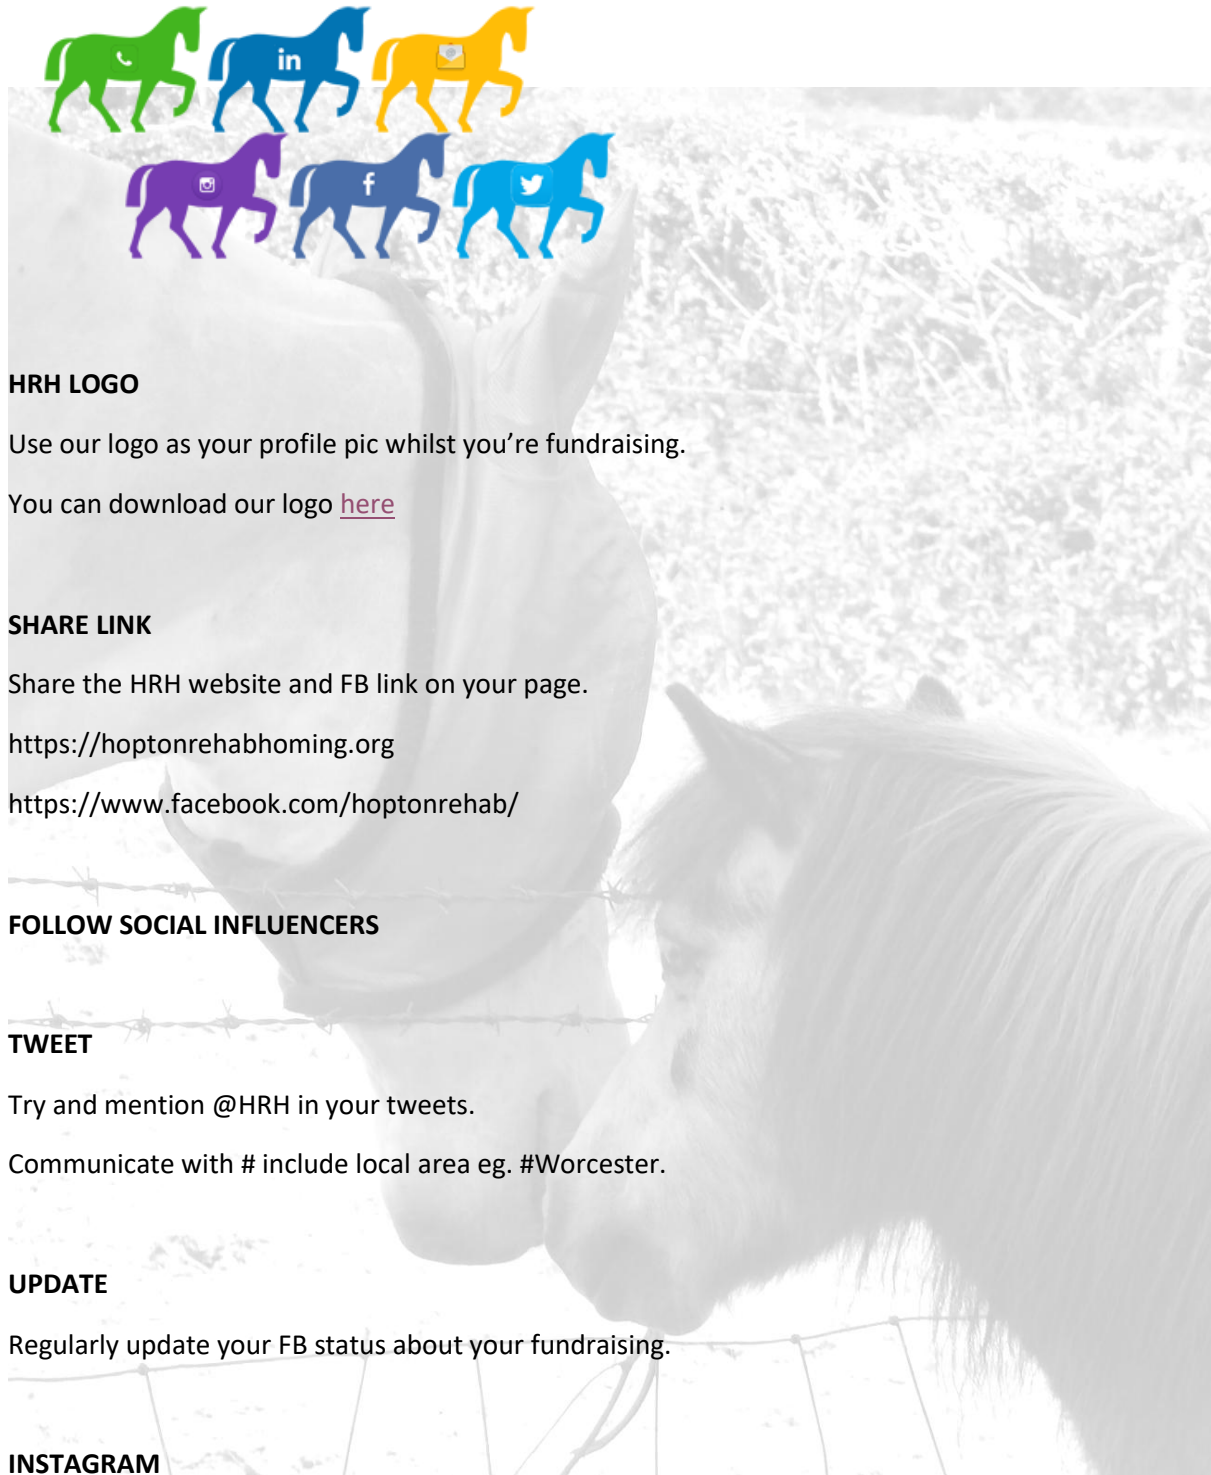 in
f
HRH LOGO
Use our logo as your profile pic whilst you’re fundraising.
You can download our logo here
SHARE LINK
Share the HRH website and FB link on your page.
https://hoptonrehabhoming.org
https://www.facebook.com/hoptonrehab/
FOLLOW SOCIAL INFLUENCERS
TWEET
Try and mention @HRH in your tweets.
Communicate with # include local area eg. #Worcester.
UPDATE
Regularly update your FB status about your fundraising.
INSTAGRAM